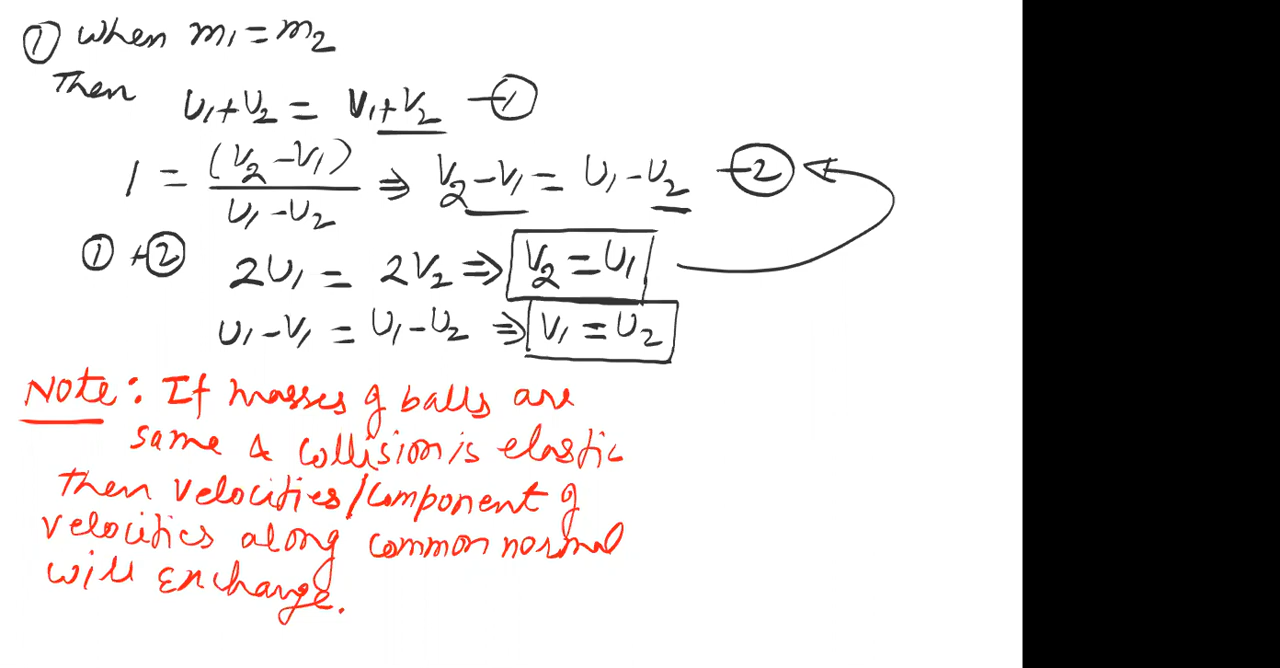 ① When m₁ = m₂
Then U₁+U₂ = V₁+V₂ —①
1 = (V₂-V₁)/(U₁-U₂) ⇒ V₂-V₁ = U₁-U₂ —②
①+② 2U₁ = 2V₂ ⇒ V₂ = U₁
U₁-V₁ = U₁-U₂ ⇒ V₁ = U₂
Note: If masses of balls are
same & collision is elastic
Then velocities/component of
velocities along common normal
will exchange.